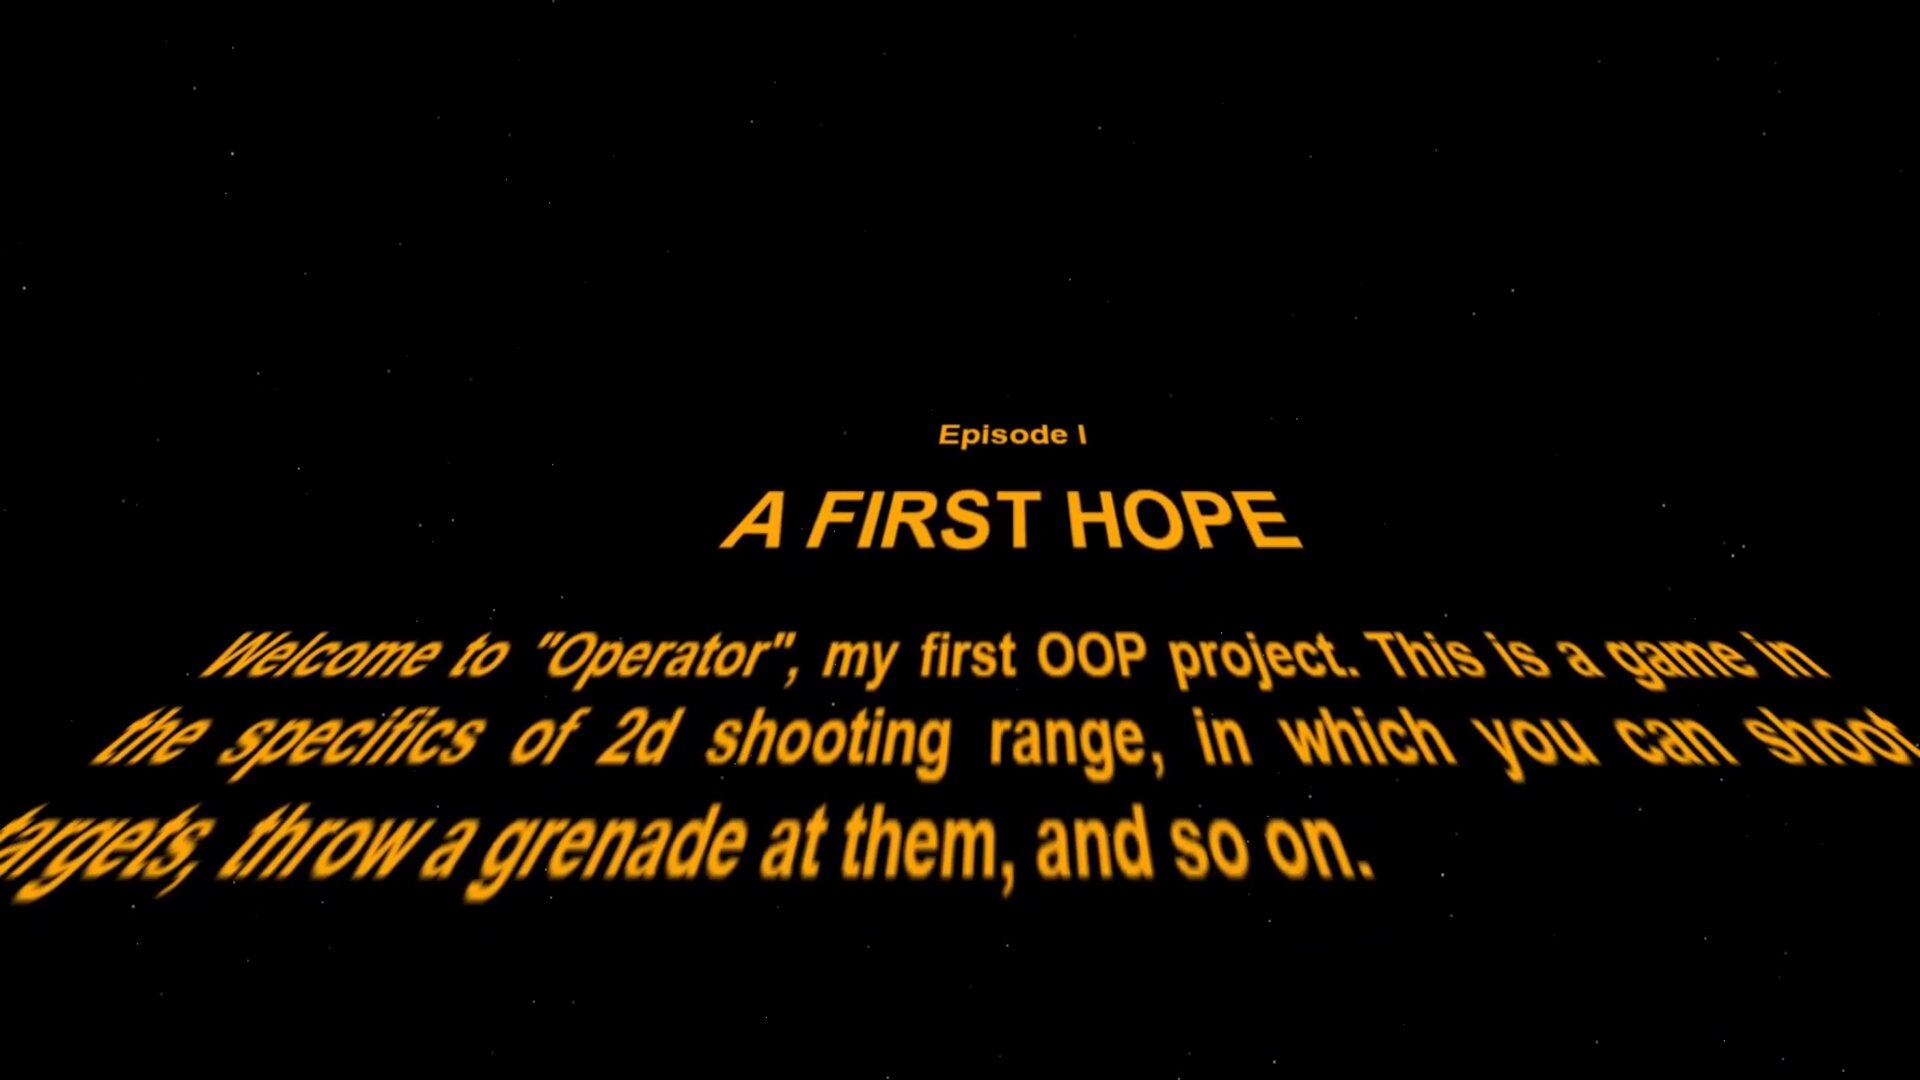 Episode I
A FIRST HOPE
Welcome to "Operator", my first OOP project. This is a game in
the specifics of 2d shooting range, in which you can shoot
targets, throw a grenade at them, and so on.